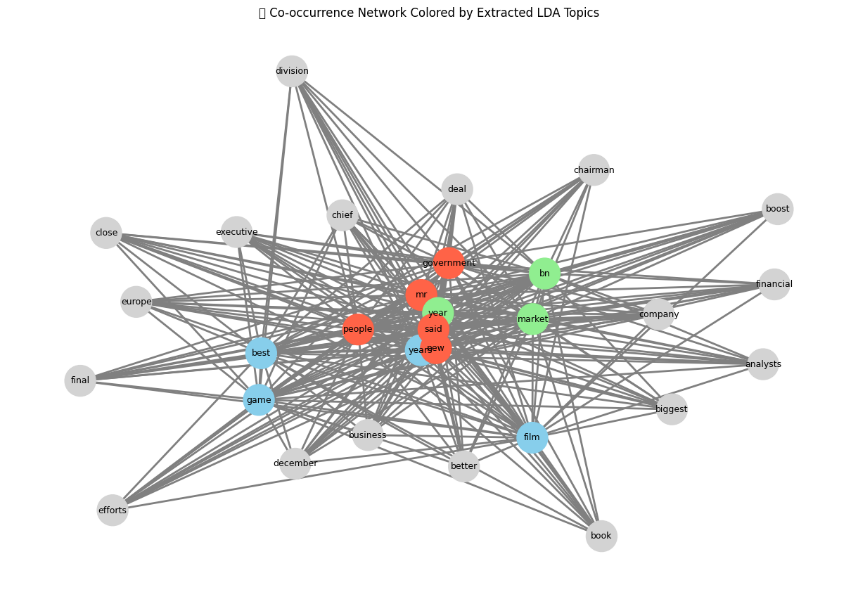 ▯ Co-occurrence Network Colored by Extracted LDA Topics
division
chairman
deal
boost
chief
executive
close
government
bn
financial
mr
europe
year
company
market
people
said
new
years
best
analysts
final
game
biggest
business
film
december
better
efforts
book